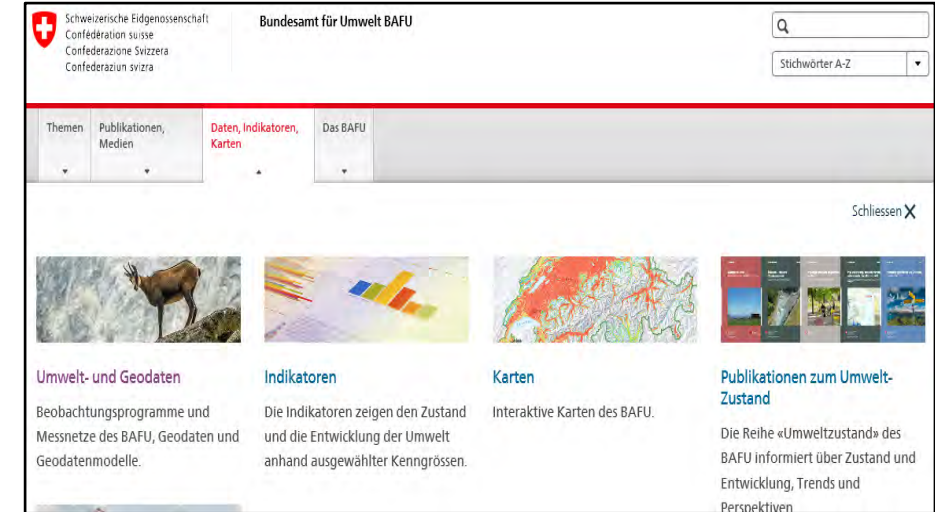 Schweizerische Eidgenossenschaft
Confédération suisse
Confederazione Svizzera
Confederaziun svizra
Bundesamt für Umwelt BAFU
Stichwörter A-Z
Themen
Publikationen,
Medien
Daten, Indikatoren,
Karten
Das BAFU
Schliessen X
Umwelt- und Geodaten
Beobachtungsprogramme und
Messnetze des BAFU, Geodaten und
Geodatenmodelle.
Indikatoren
Die Indikatoren zeigen den Zustand
und die Entwicklung der Umwelt
anhand ausgewählter Kenngrössen.
Karten
Interaktive Karten des BAFU.
Publikationen zum Umwelt-
Zustand
Die Reihe «Umweltzustand» des
BAFU informiert über Zustand und
Entwicklung, Trends und
Perspektiven